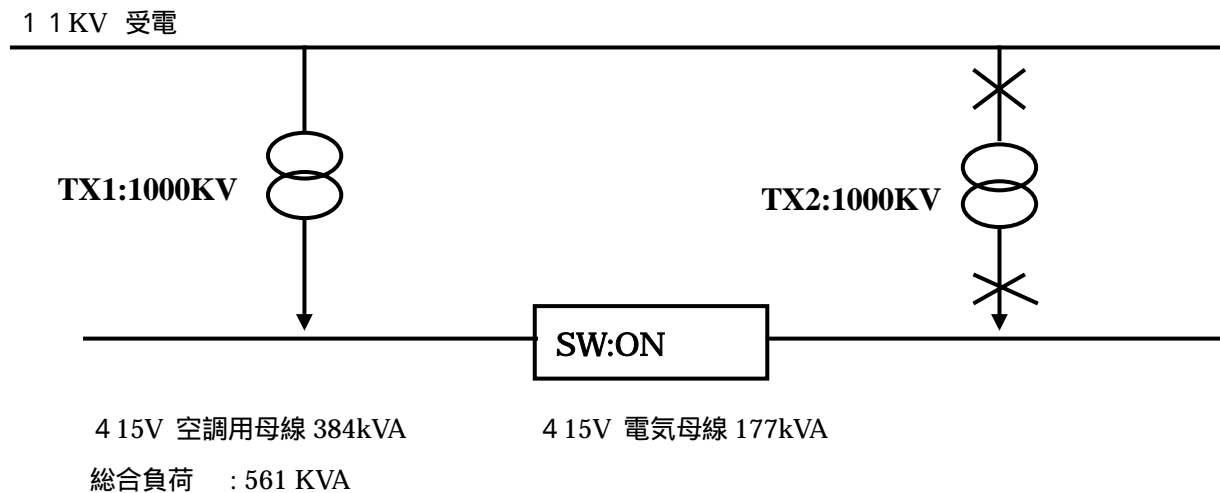 １１KV 受電
TX1:1000KV
TX2:1000KV
SW:ON
４15V 空調用母線 384kVA
４15V 電気母線 177kVA
総合負荷 : 561 KVA